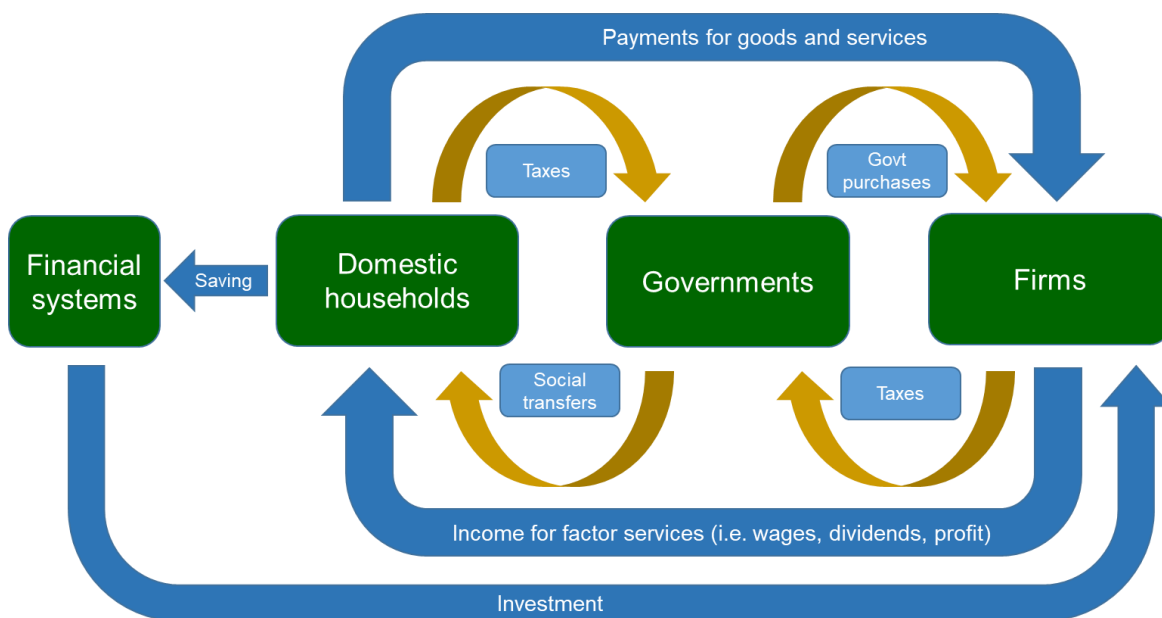 Payments for goods and services
Taxes
Govt
purchases
Financial
systems
Saving
Domestic
households
Governments
Firms
Social
transfers
Taxes
Income for factor services (i.e. wages, dividends, profit)
Investment